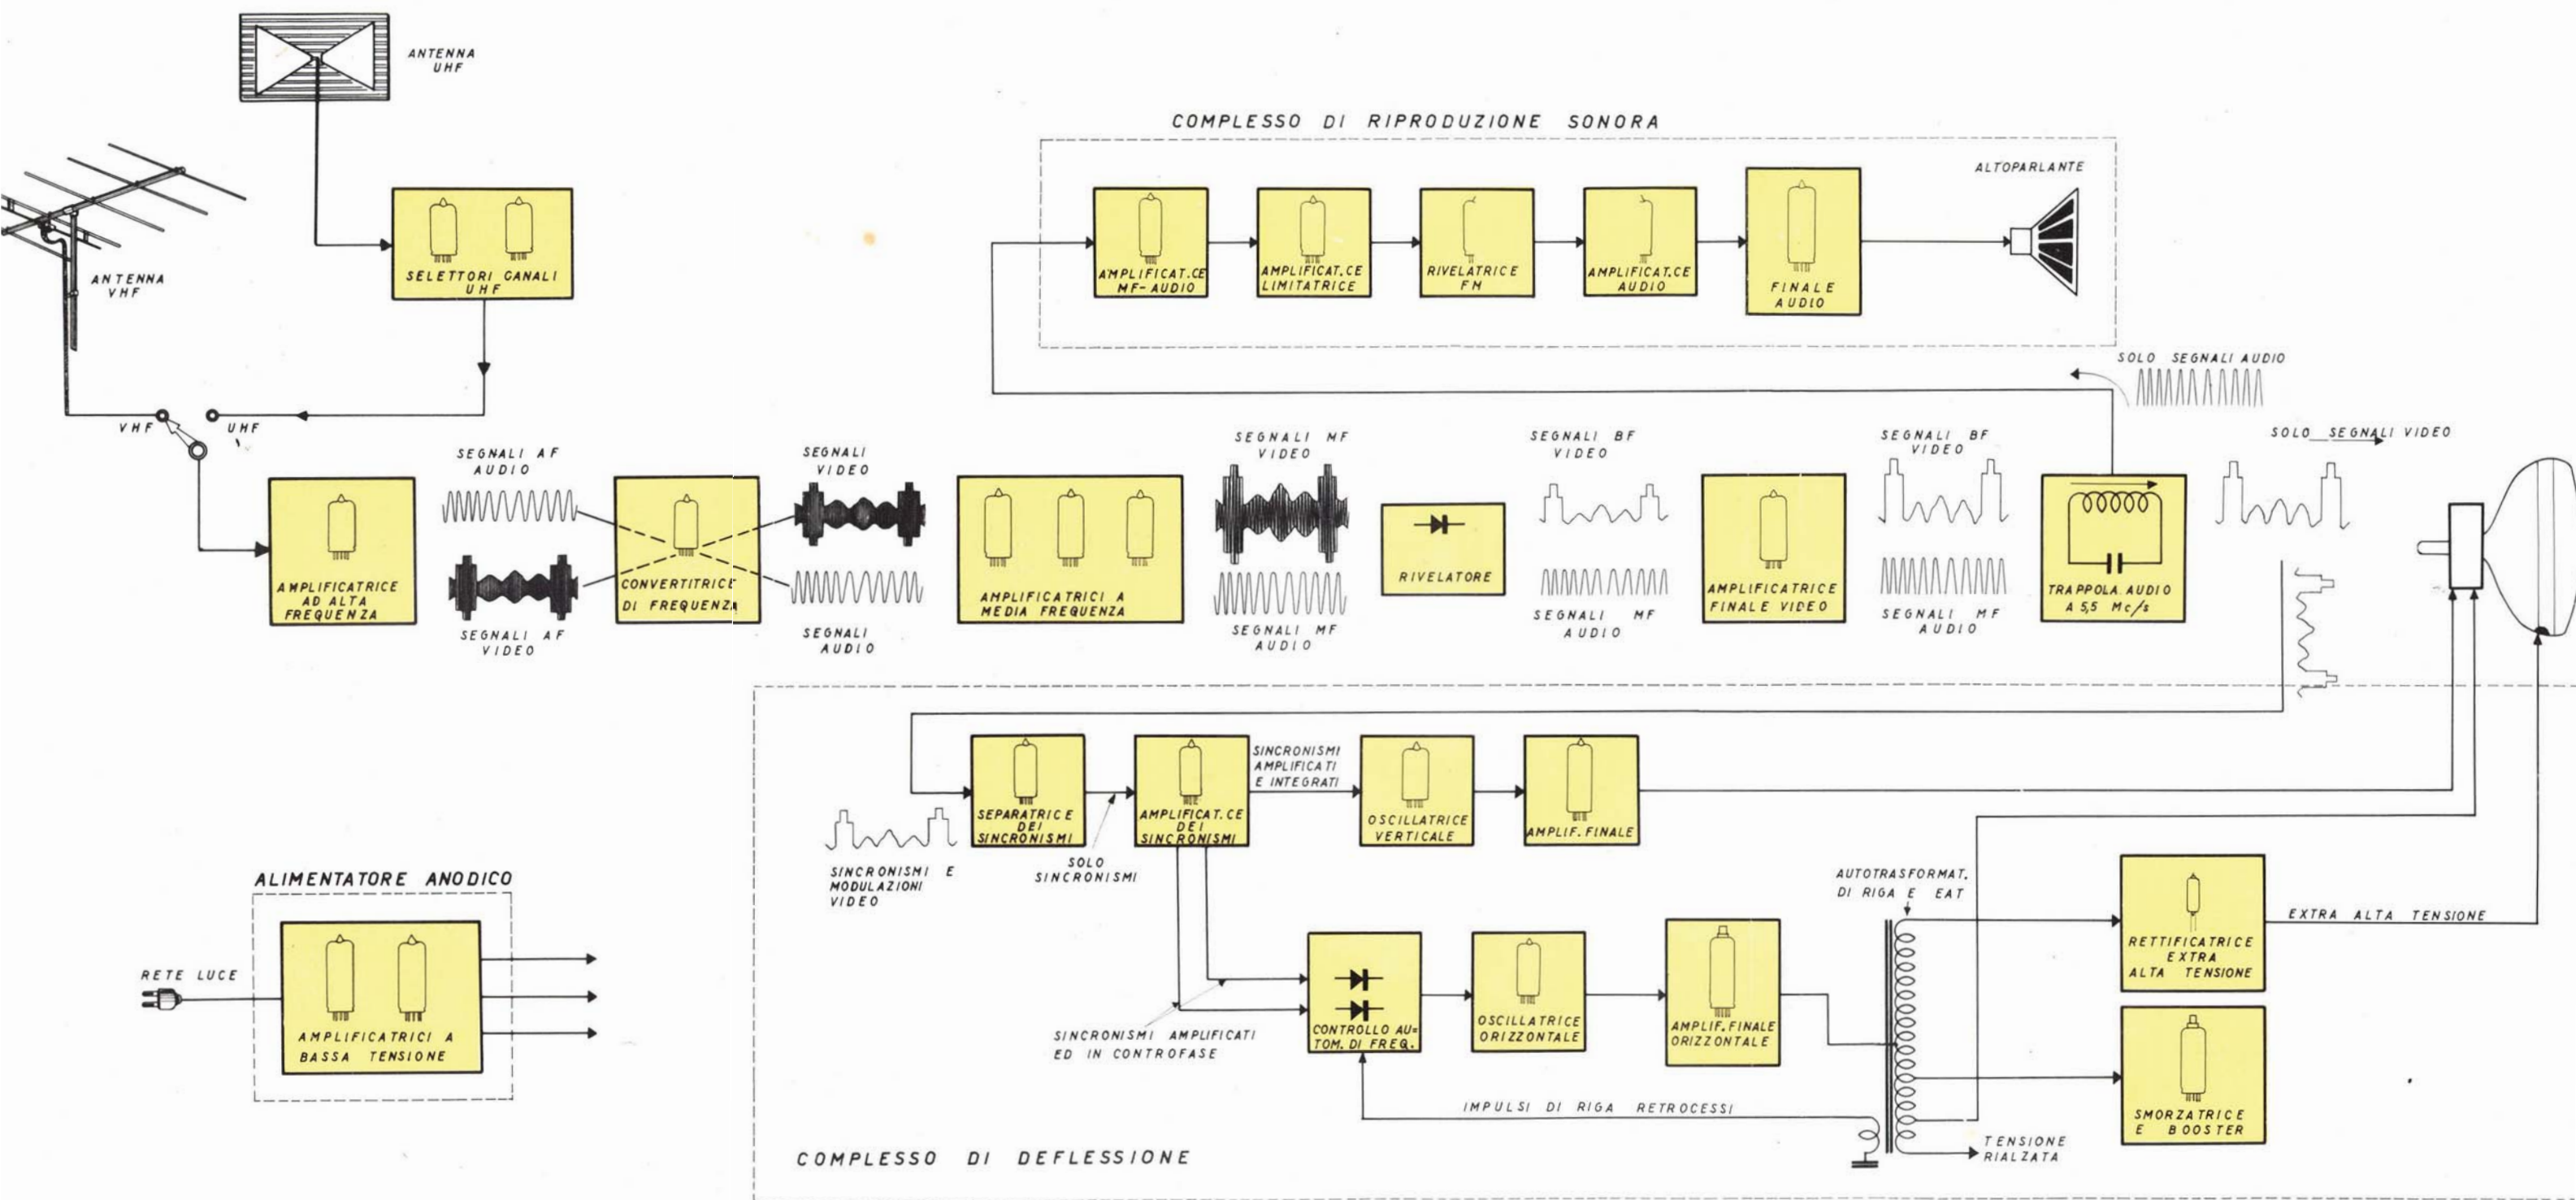 ANTENNA
UHF
ANTENNA
VHF
SELETTORI CANALI
UHF
VHF
UHF
COMPLESSO DI RIPRODUZIONE SONORA
AMPLIFICAT.CE
MF-AUDIO
AMPLIFICAT.CE
LIMITATRICE
RIVELATRICE
FM
AMPLIFICAT.CE
AUDIO
FINALE
AUDIO
ALTOPARLANTE
SOLO SEGNALI AUDIO
SOLO SEGNALI VIDEO
AMPLIFICATRICE
AD ALTA
FREQUENZA
SEGNALI AF
AUDIO
SEGNALI AF
VIDEO
CONVERTITRICE
DI FREQUENZA
SEGNALI
VIDEO
SEGNALI
AUDIO
AMPLIFICATRICI A
MEDIA FREQUENZA
SEGNALI MF
VIDEO
SEGNALI MF
AUDIO
RIVELATORE
SEGNALI BF
VIDEO
SEGNALI MF
AUDIO
AMPLIFICATRICE
FINALE VIDEO
SEGNALI BF
VIDEO
SEGNALI MF
AUDIO
TRAPPOLA AUDIO
A 5,5 Mc/s
SINCRONISMI E
MODULAZIONI
VIDEO
SEPARATRICE
DEI
SINCRONISMI
SOLO
SINCRONISMI
AMPLIFICAT.CE
DEI
SINCRONISMI
SINCRONISMI
AMPLIFICATI
E INTEGRATI
OSCILLATRICE
VERTICALE
AMPLIF. FINALE
ALIMENTATORE ANODICO
RETE LUCE
AMPLIFICATRICI A
BASSA TENSIONE
SINCRONISMI AMPLIFICATI
ED IN CONTROFASE
CONTROLLO AU=
TOM. DI FREQ.
OSCILLATRICE
ORIZZONTALE
AMPLIF. FINALE
ORIZZONTALE
AUTOTRASFORMAT.
DI RIGA E EAT
RETTIFICATRICE
EXTRA
ALTA TENSIONE
EXTRA ALTA TENSIONE
SMORZATRICE
E BOOSTER
IMPULSI DI RIGA RETROCESSI
TENSIONE
RIALZATA
COMPLESSO DI DEFLESSIONE